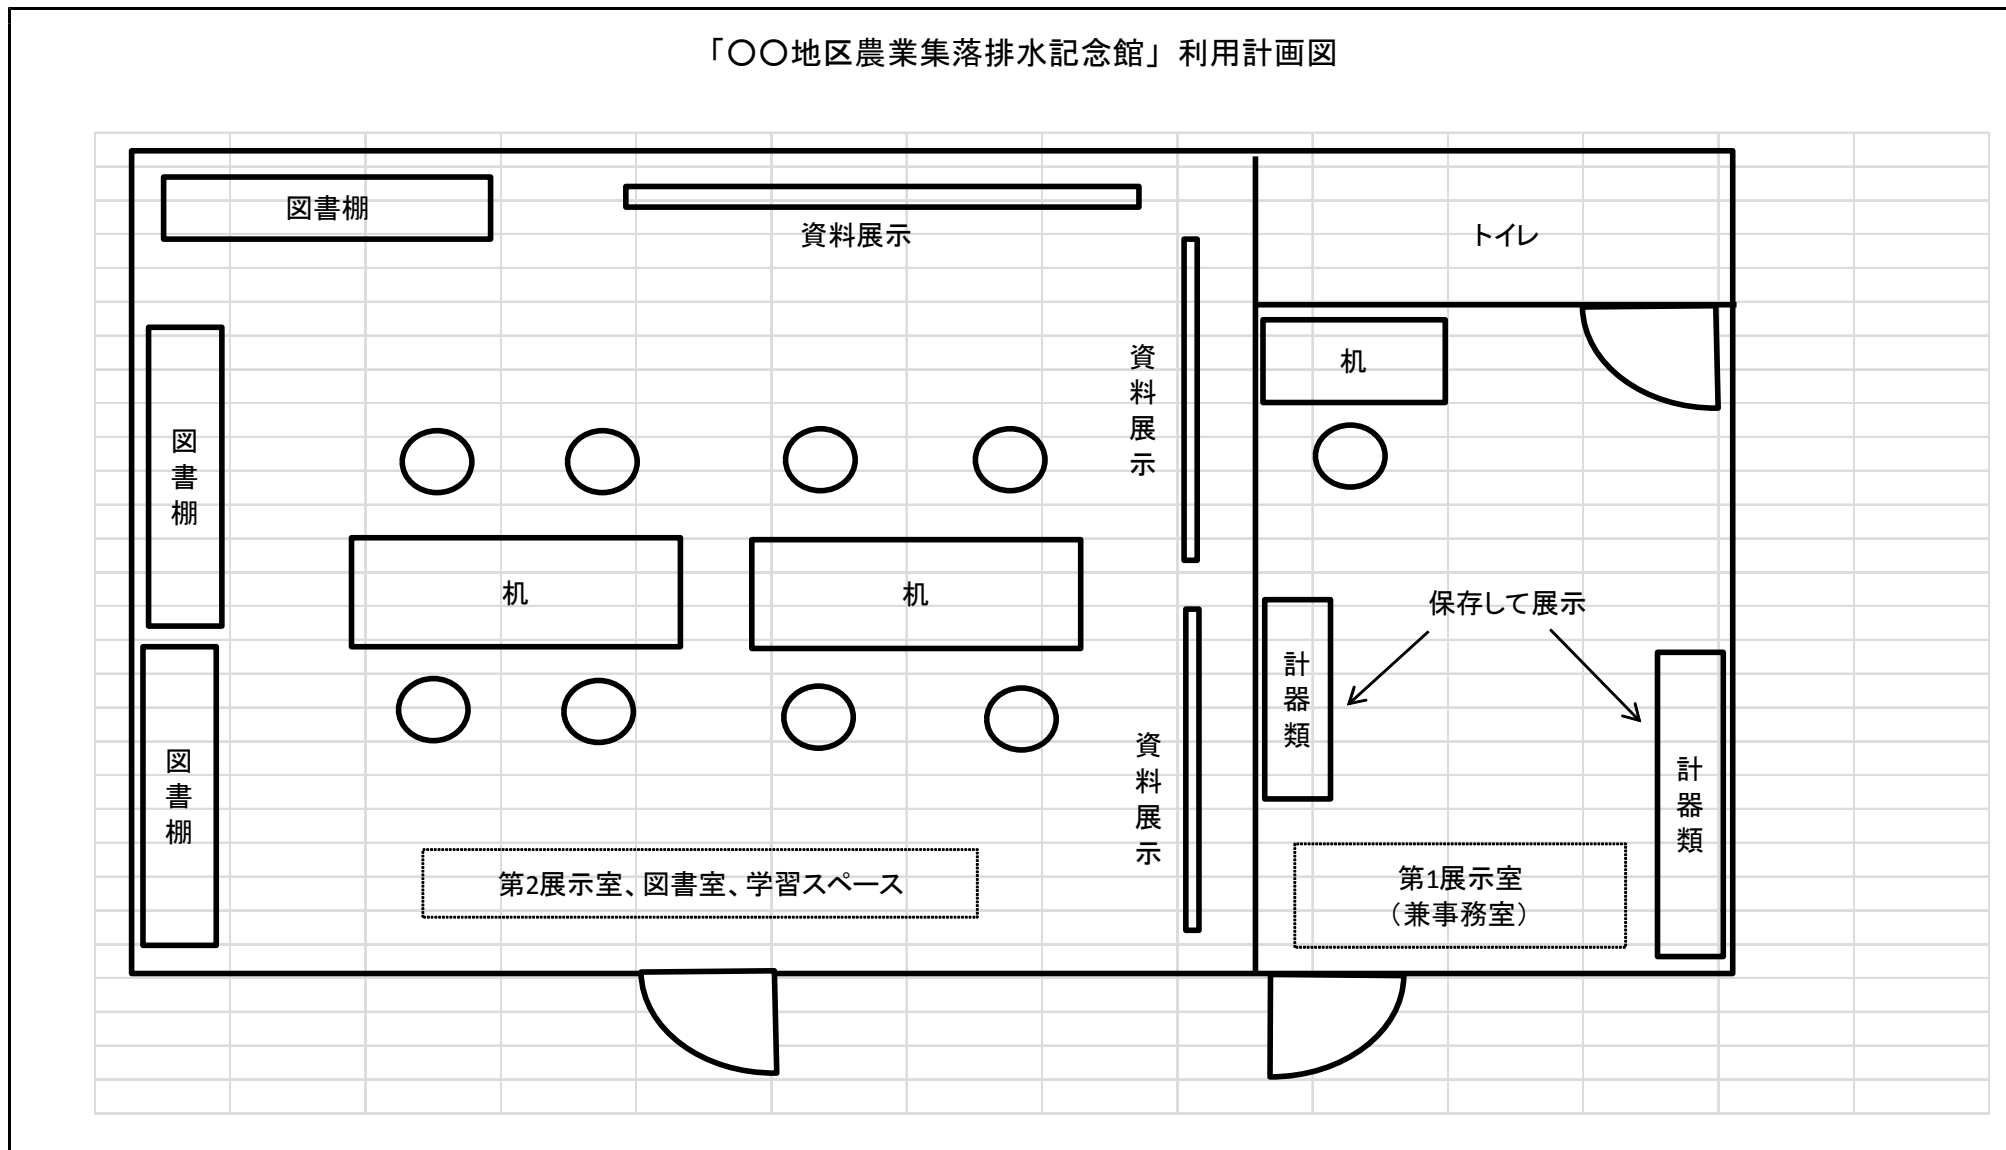 「〇〇地区農業集落排水記念館」利用計画図
図書棚
資料展示
トイレ
資料展示
机
図書棚
机
机
保存して展示
計器類
図書棚
資料展示
計器類
第2展示室、図書室、学習スペース
第1展示室
（兼事務室）